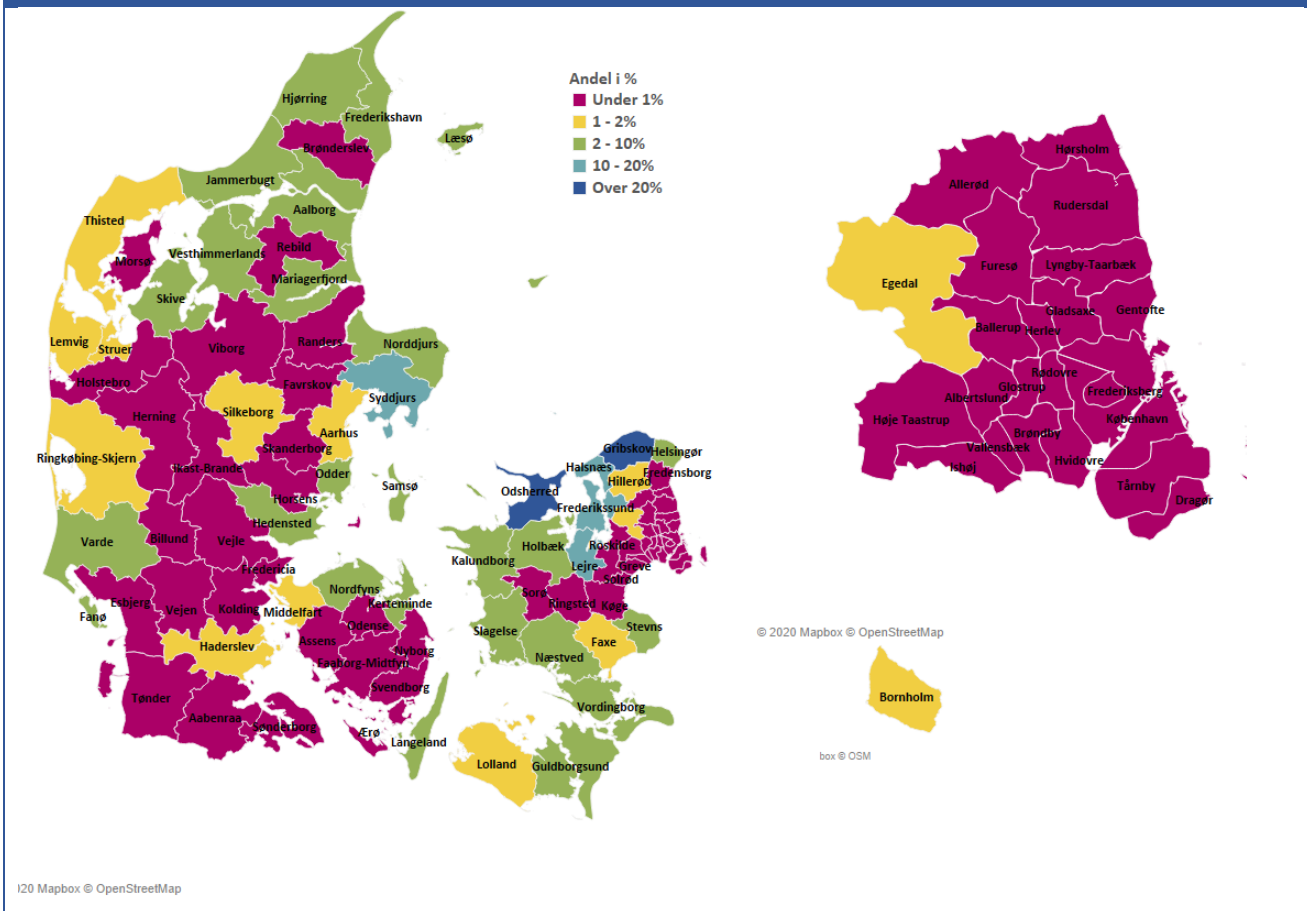 Andel i %
Under 1%
1 - 2%
2 - 10%
10 - 20%
Over 20%
Hjørring
Frederikshavn
Læsø
Brønderslev
Jammerbugt
Aalborg
Thisted
Vesthimmerlands
Rebild
Morsø
Mariagerfjord
Skive
Lemvig
Struer
Viborg
Randers
Norddjurs
Holstebro
Favrskov
Syddjurs
Herning
Silkeborg
Aarhus
Skanderborg
Ringkøbing-Skjern
Ikast-Brande
Odder
Samsø
Horsens
Hedensted
Varde
Billund
Vejle
Fredericia
Esbjerg
Fanø
Vejen
Kolding
Middelfart
Nordfyns
Kerteminde
Odense
Haderslev
Assens
Nyborg
Faaborg-Midtfyn
Svendborg
Tønder
Aabenraa
Sønderborg
Ærø
Langeland
Gribskov
Helsingør
Halsnæs
Fredensborg
Hillerød
Odsherred
Frederikssund
Holbæk
Roskilde
Kalundborg
Lejre
Greve
Solrød
Sorø
Ringsted
Køge
Slagelse
Stevns
Faxe
Næstved
Vordingborg
Lolland
Guldborgsund
Hørsholm
Allerød
Rudersdal
Furesø
Lyngby-Taarbæk
Egedal
Gladsaxe
Gentofte
Ballerup
Herlev
Rødovre
Glostrup
Frederiksberg
Albertslund
Høje Taastrup
København
Brøndby
Vallensbæk
Hvidovre
Ishøj
Tårnby
Dragør
© 2020 Mapbox © OpenStreetMap
Bornholm
box © OSM
020 Mapbox © OpenStreetMap